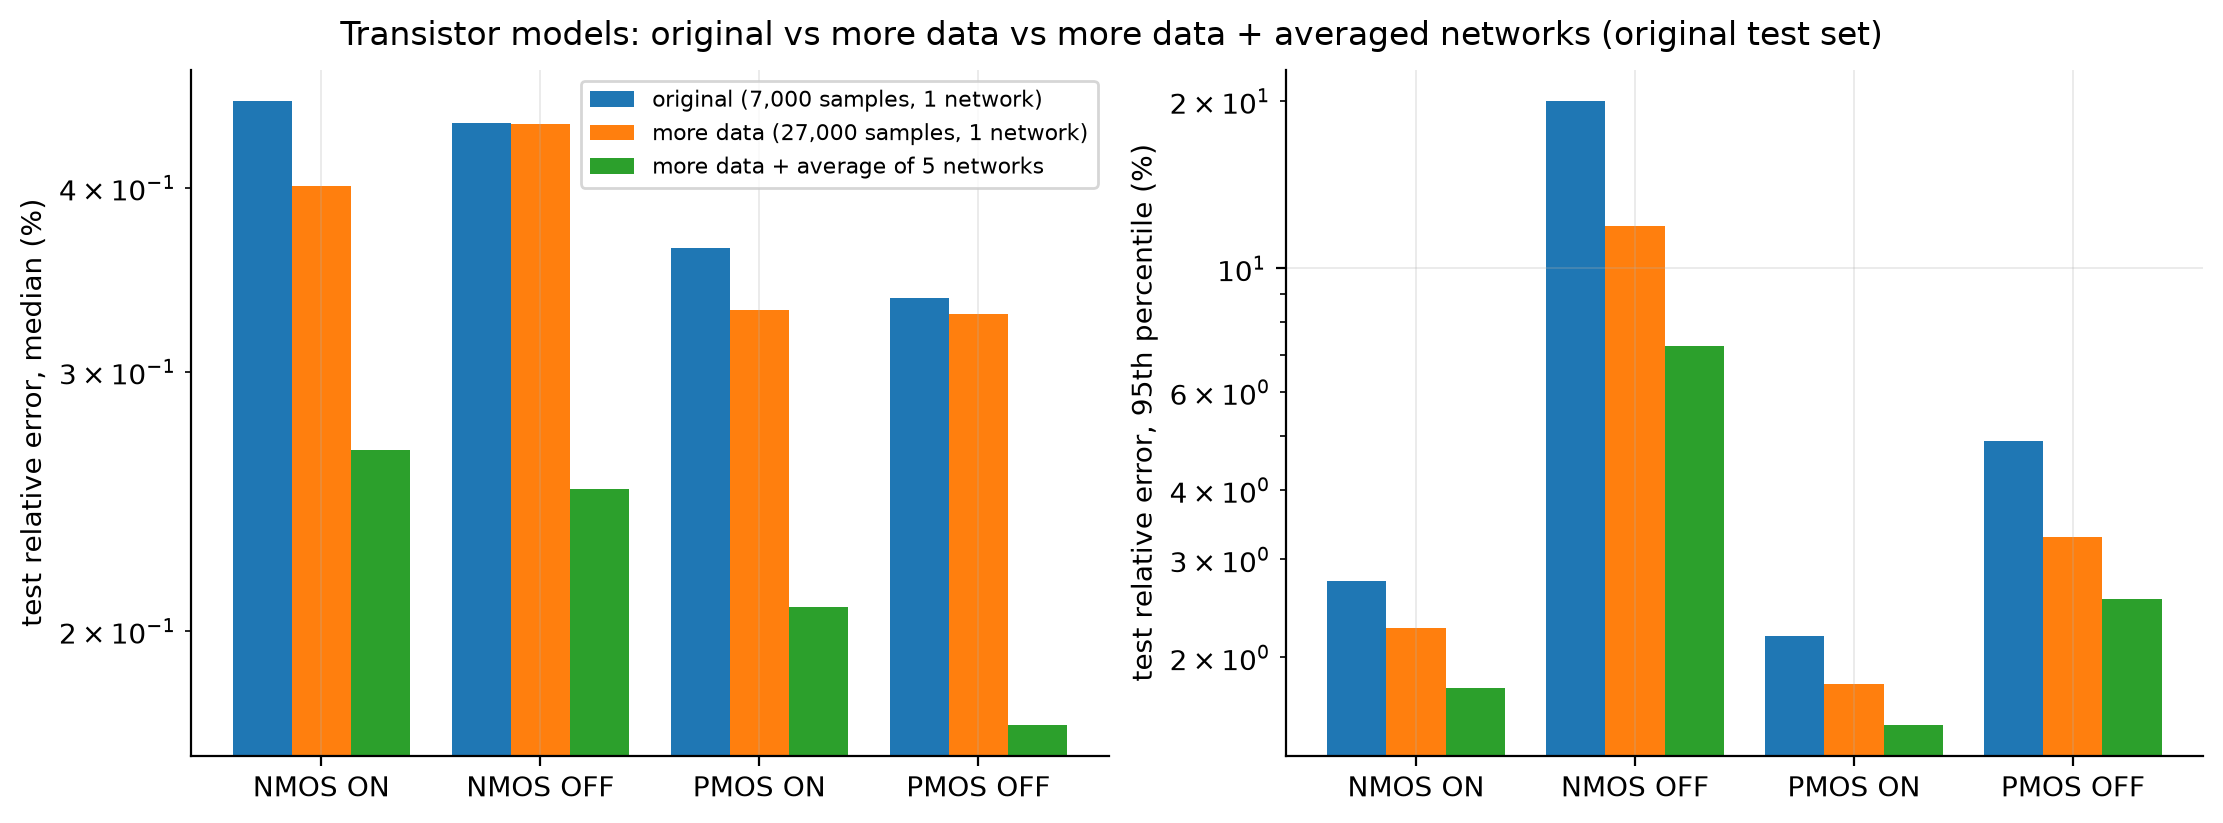 Transistor models: original vs more data vs more data + averaged networks (original test set)
original (7,000 samples, 1 network)
more data (27,000 samples, 1 network)
more data + average of 5 networks
test relative error, median (%)
4 × 10⁻¹
3 × 10⁻¹
2 × 10⁻¹
NMOS ON
NMOS OFF
PMOS ON
PMOS OFF
test relative error, 95th percentile (%)
2 × 10¹
10¹
6 × 10⁰
4 × 10⁰
3 × 10⁰
2 × 10⁰
NMOS ON
NMOS OFF
PMOS ON
PMOS OFF